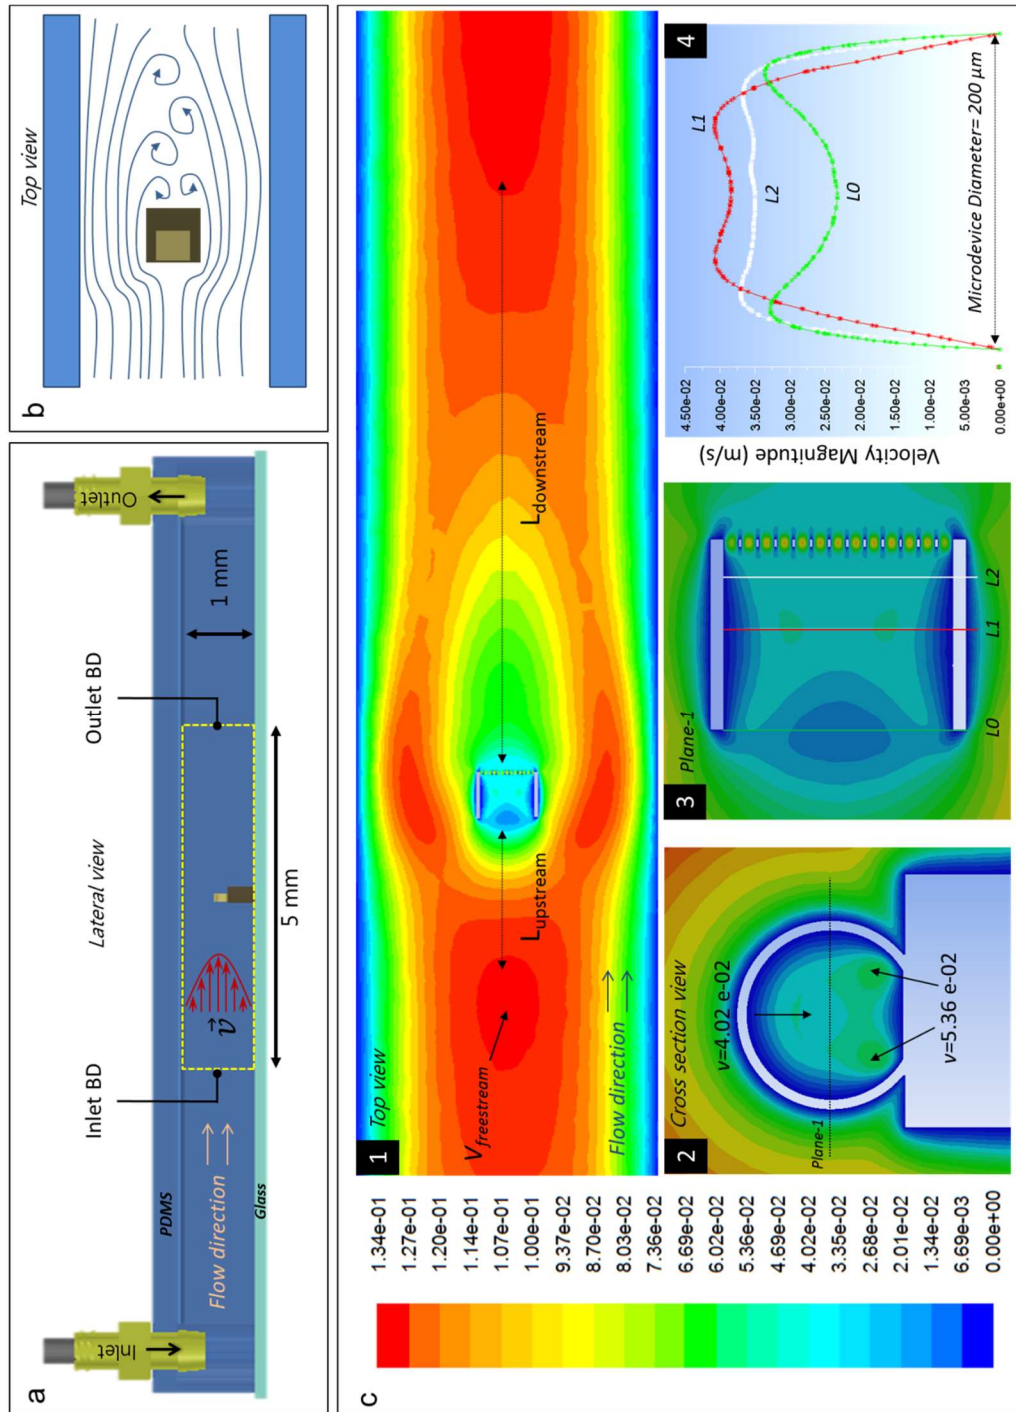 a
Lateral view
Inlet
Outlet
Inlet BD
Outlet BD
PDMS
Flow direction
Glass
v
1 mm
5 mm
b
Top view
c
1.34e-01
1.27e-01
1.20e-01
1.14e-01
1.07e-01
1.00e-01
9.37e-02
8.70e-02
8.03e-02
7.36e-02
6.69e-02
6.02e-02
5.36e-02
4.69e-02
4.02e-02
3.35e-02
2.68e-02
2.01e-02
1.34e-02
6.69e-03
0.00e+00
1
Top view
Vfreestream
Lupstream
Ldownstream
Flow direction
2
Cross section view
v=4.02 e-02
Plane-1
v=5.36 e-02
3
Plane-1
L0
L1
L2
4
Velocity Magnitude (m/s)
4.50e-02
4.00e-02
3.50e-02
3.00e-02
2.50e-02
2.00e-02
1.50e-02
1.00e-02
5.00e-03
0.00e+00
L1
L2
L0
Microdevice Diameter= 200 μm